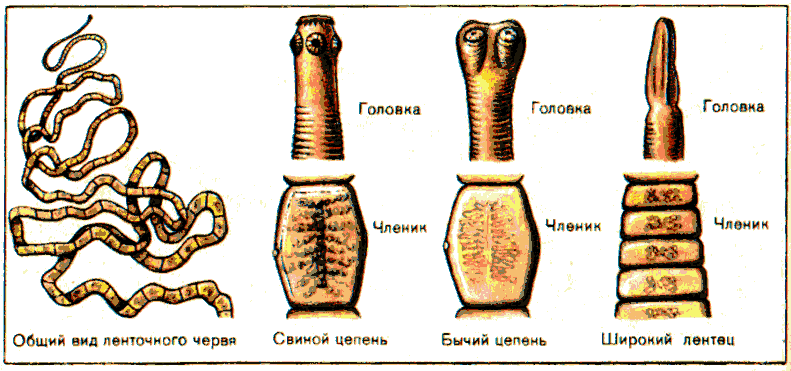 Головка
Головка
Головка
Членик
Членик
Членик
Общий вид ленточного червя
Свиной цепень
Бычий цепень
Широкий лентец